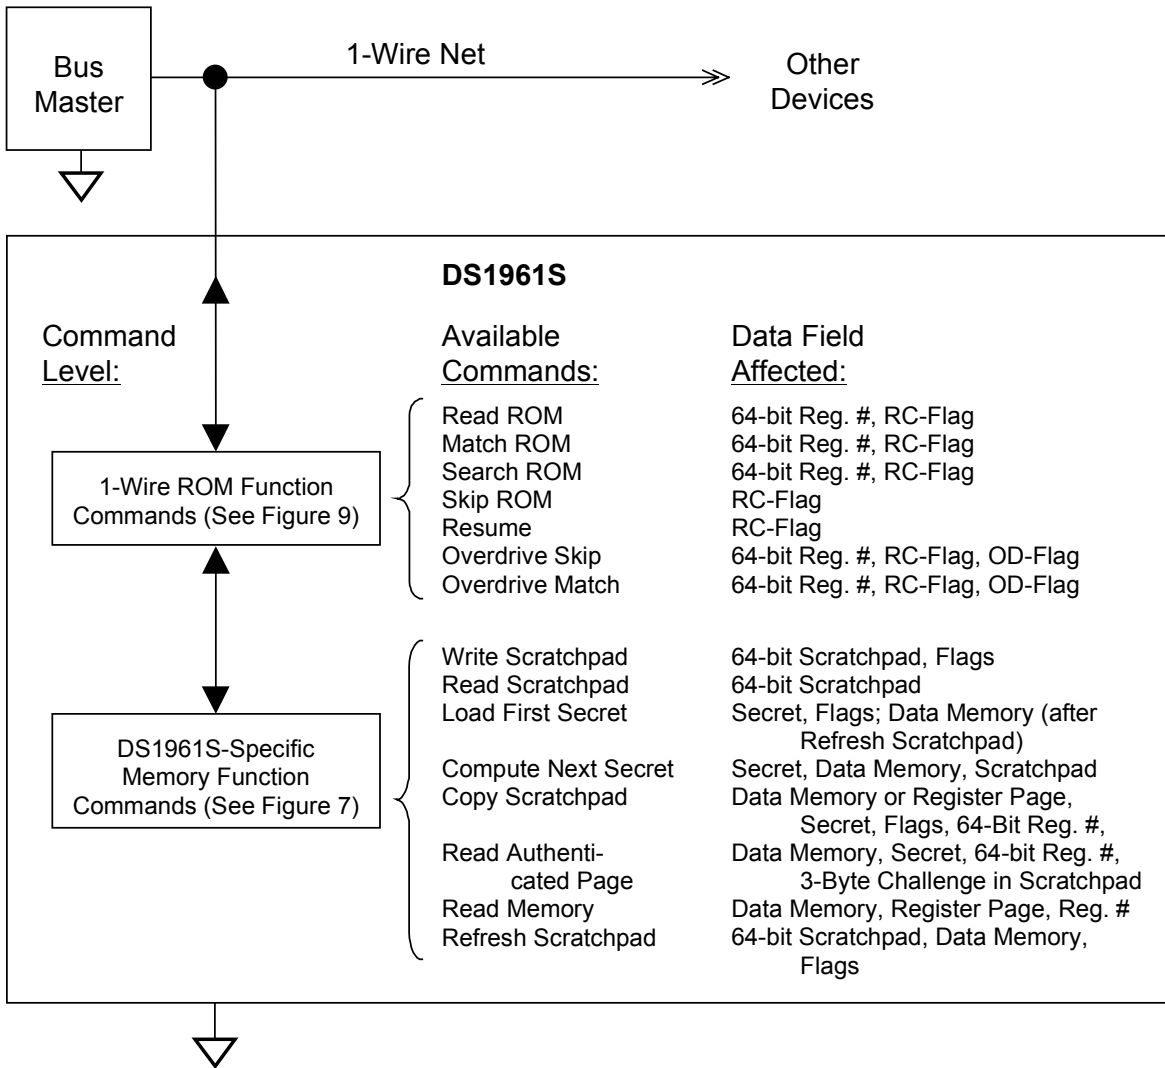 Bus
Master
1-Wire Net
Other
Devices
DS1961S
Command
Level:
Available
Commands:
Data Field
Affected:
1-Wire ROM Function
Commands (See Figure 9)
Read ROM 64-bit Reg. #, RC-Flag
Match ROM 64-bit Reg. #, RC-Flag
Search ROM 64-bit Reg. #, RC-Flag
Skip ROM RC-Flag
Resume RC-Flag
Overdrive Skip 64-bit Reg. #, RC-Flag, OD-Flag
Overdrive Match 64-bit Reg. #, RC-Flag, OD-Flag
DS1961S-Specific
Memory Function
Commands (See Figure 7)
Write Scratchpad 64-bit Scratchpad, Flags
Read Scratchpad 64-bit Scratchpad
Load First Secret Secret, Flags; Data Memory (after
Refresh Scratchpad)
Compute Next Secret Secret, Data Memory, Scratchpad
Copy Scratchpad Data Memory or Register Page,
Secret, Flags, 64-Bit Reg. #,
Read Authenti- Data Memory, Secret, 64-bit Reg. #,
cated Page 3-Byte Challenge in Scratchpad
Read Memory Data Memory, Register Page, Reg. #
Refresh Scratchpad 64-bit Scratchpad, Data Memory,
Flags